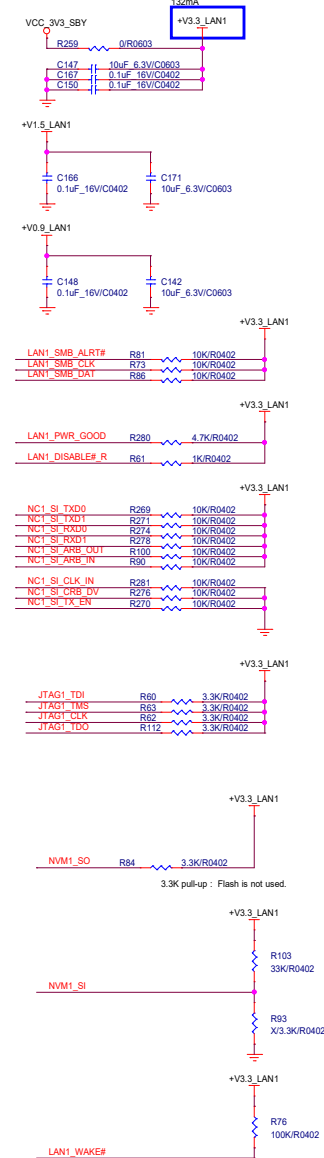 132mA
VCC_3V3_SBY +V3.3_LAN1
R259 0/R0603
C147 10uF_6.3V/C0603
C167 0.1uF_16V/C0402
C150 0.1uF_16V/C0402
+V1.5_LAN1
C166 C171
0.1uF_16V/C0402 10uF_6.3V/C0603
+V0.9_LAN1
C148 C142
0.1uF_16V/C0402 10uF_6.3V/C0603
+V3.3_LAN1
LAN1_SMB_ALRT# R81 10K/R0402
LAN1_SMB_CLK R73 10K/R0402
LAN1_SMB_DAT R86 10K/R0402
+V3.3_LAN1
LAN1_PWR_GOOD R280 4.7K/R0402
LAN1_DISABLE#_R R61 1K/R0402
+V3.3_LAN1
NC1_SI_TXD0 R269 10K/R0402
NC1_SI_TXD1 R271 10K/R0402
NC1_SI_RXD0 R274 10K/R0402
NC1_SI_RXD1 R278 10K/R0402
NC1_SI_ARB_OUT R100 10K/R0402
NC1_SI_ARB_IN R90 10K/R0402
NC1_SI_CLK_IN R281 10K/R0402
NC1_SI_CRB_DV R276 10K/R0402
NC1_SI_TX_EN R270 10K/R0402
+V3.3_LAN1
JTAG1_TDI R60 3.3K/R0402
JTAG1_TMS R63 3.3K/R0402
JTAG1_CLK R62 3.3K/R0402
JTAG1_TDO R112 3.3K/R0402
+V3.3_LAN1
NVM1_SO R84 3.3K/R0402
3.3K pull-up : Flash is not used.
+V3.3_LAN1
R103
33K/R0402
NVM1_SI
R93
X/3.3K/R0402
+V3.3_LAN1
R76
100K/R0402
LAN1_WAKE#